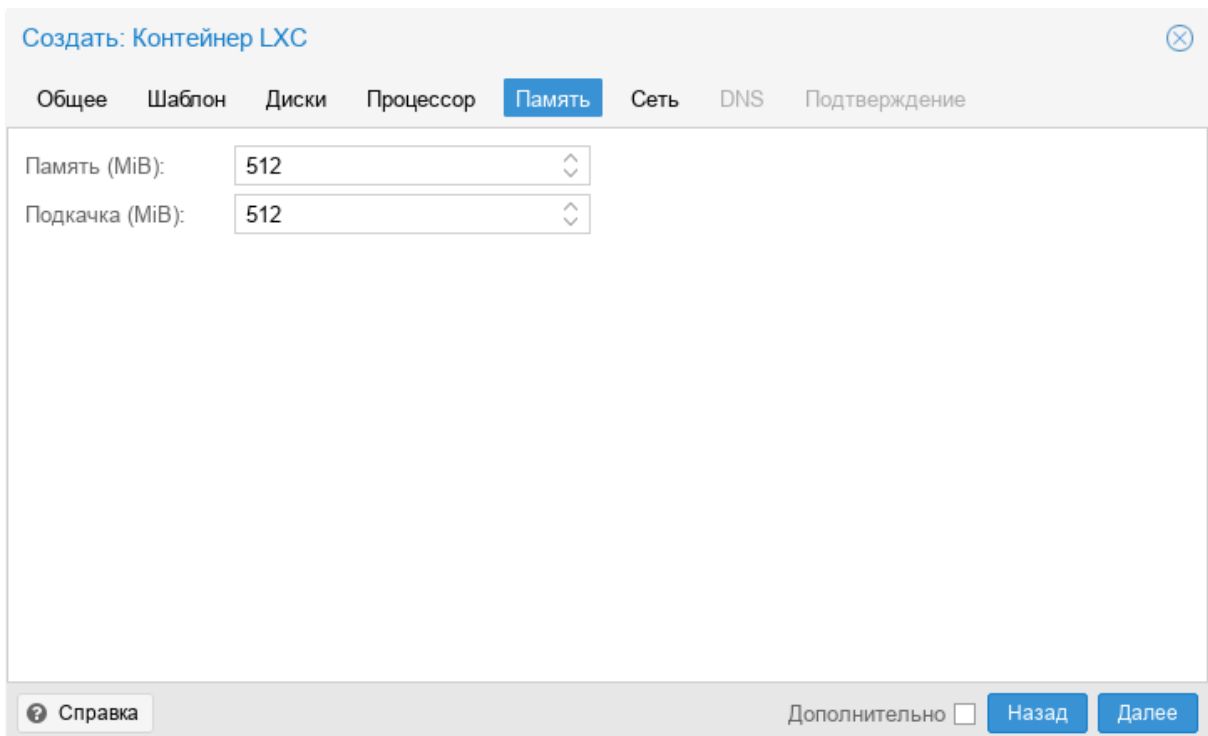 Создать: Контейнер LXC
Общее Шаблон Диски Процессор Память Сеть DNS Подтверждение
Память (MiB): 512
Подкачка (MiB): 512
Справка Дополнительно Назад Далее